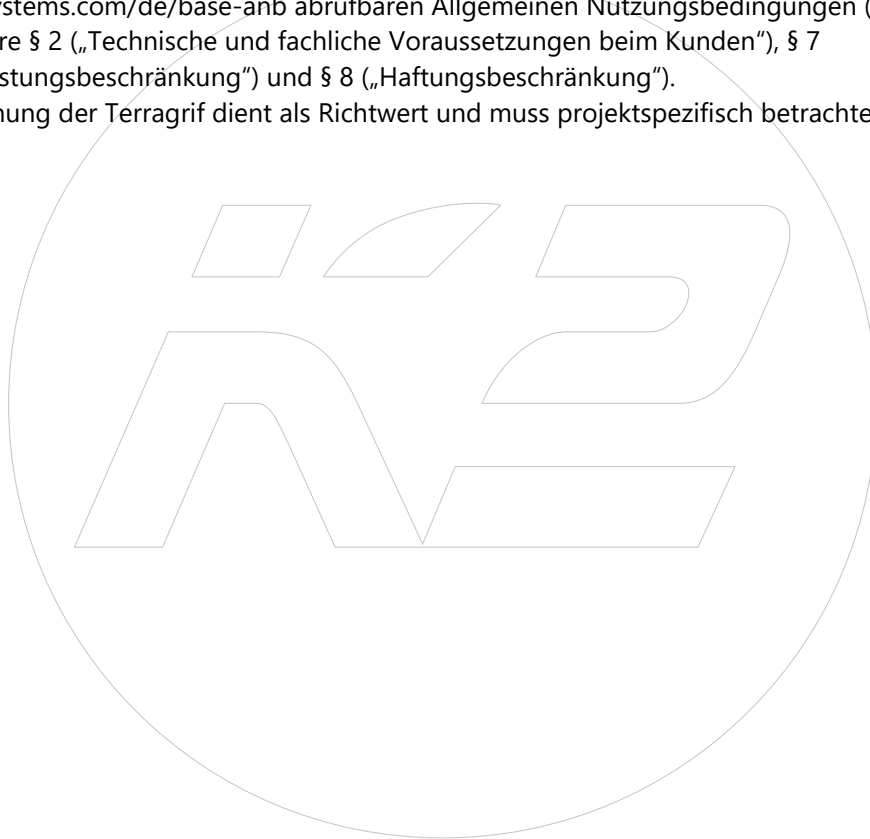 ystems.com/de/base-anb abrufbaren Allgemeinen Nutzungsbedingungen (
re § 2 („Technische und fachliche Voraussetzungen beim Kunden“), § 7
stungsbeschränkung“) und § 8 („Haftungsbeschränkung“).
nung der Terragrif dient als Richtwert und muss projektspezifisch betrachte
K2